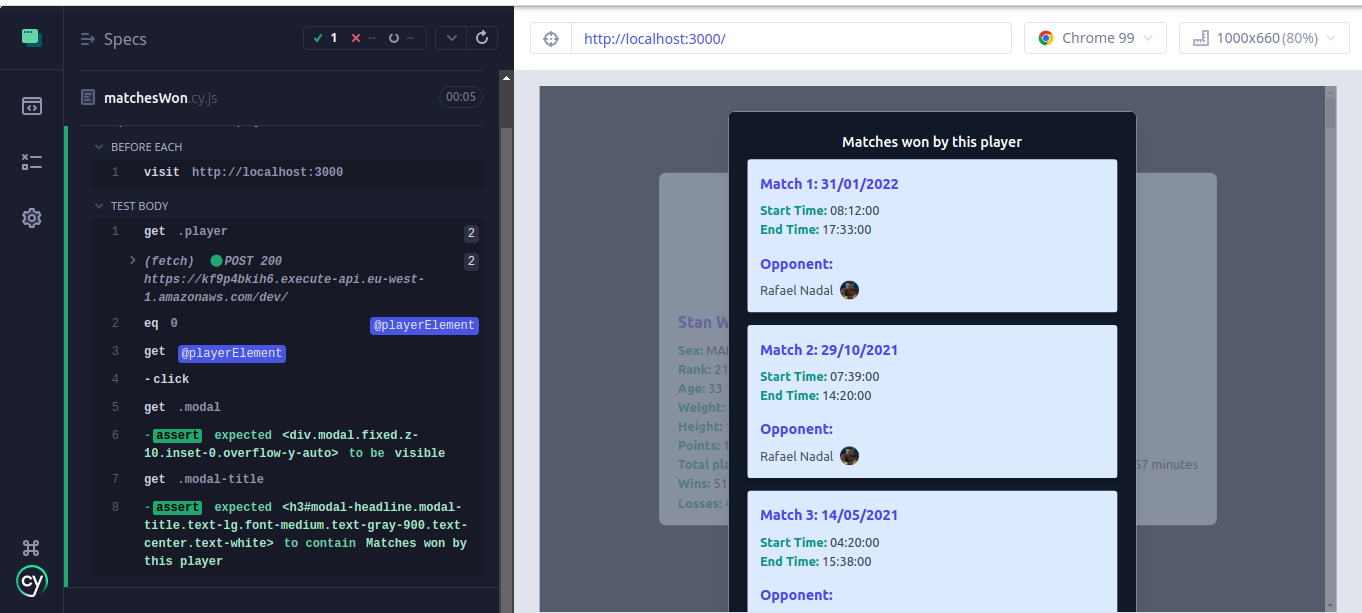 Specs
1 -- --
matchesWon.cy.js
00:05
BEFORE EACH
1 visit http://localhost:3000
TEST BODY
1 get .player 2
(fetch) POST 200 2
https://kf9p4bkih6.execute-api.eu-west-
1.amazonaws.com/dev/
2 eq 0 @playerElement
3 get @playerElement
4 -click
5 get .modal
6 -assert expected <div.modal.fixed.z-
10.inset-0.overflow-y-auto> to be visible
7 get .modal-title
8 -assert expected <h3#modal-headline.modal-
title.text-lg.font-medium.text-gray-900.text-
center.text-white> to contain Matches won by
this player
cy
http://localhost:3000/
Chrome 99
1000x660 (80%)
Matches won by this player
Match 1: 31/01/2022
Start Time: 08:12:00
End Time: 17:33:00
Opponent:
Rafael Nadal
Match 2: 29/10/2021
Start Time: 07:39:00
End Time: 14:20:00
Opponent:
Rafael Nadal
Match 3: 14/05/2021
Start Time: 04:20:00
End Time: 15:38:00
Opponent:
Stan W
Sex: MA
Rank: 21
Age: 33
Weight:
Height:
Points: 1
Total pla
57 minutes
Wins: 51
Losses: